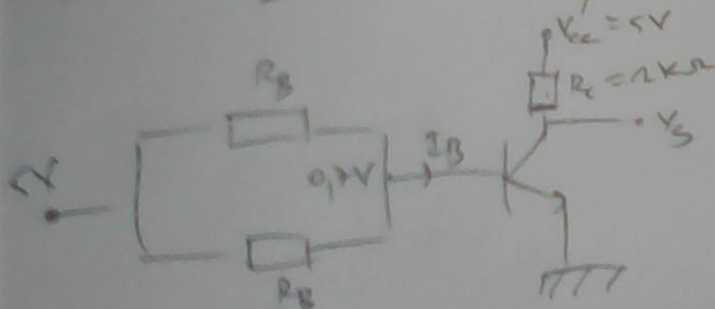 Vcc = 5V
RB
Rc = 1KΩ
VS
IB
0,7V
5V
RB